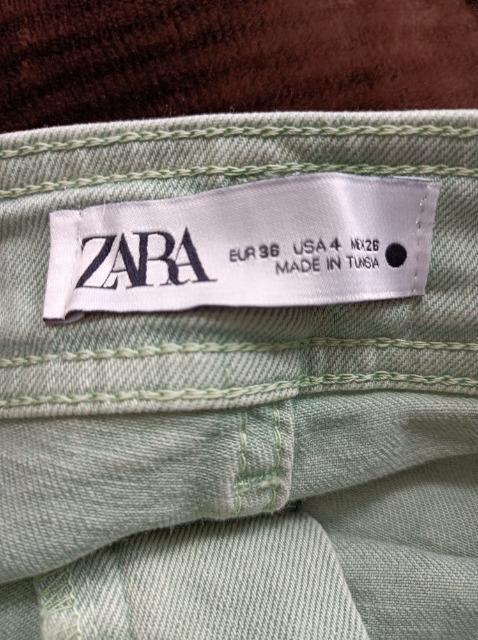 ZARA
EUR 36 USA 4 MEX 26
MADE IN TUNISIA